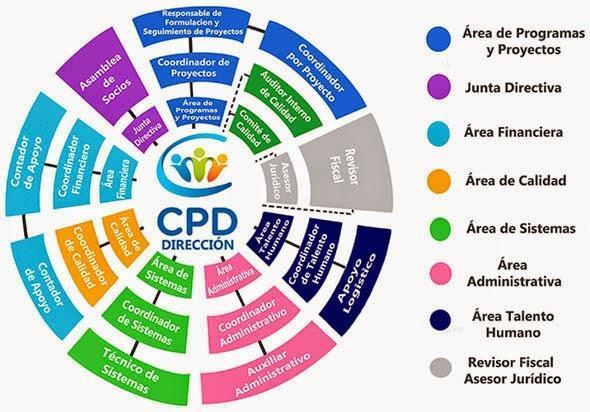 Responsable de
Formulacion y
Seguimiento de Proyectos
Coordinador de
Proyectos
Área de
Programas
y Proyectos
Coordinador
por Proyecto
Auditor Interno
de Calidad
Comité de
Calidad
Revisor
Fiscal
Asesor
Jurídico
Área
Talento
Humano
Coordinador
de Talento
Humano
Apoyo
Logistico
Área
Administrativa
Coordinador
Administrativo
Auxiliar
Administrativo
Área de
Sistemas
Coordinador
de Sistemas
Técnico de
Sistemas
Área de
Calidad
Coordinador
de Calidad
Contador
de Apoyo
Área
Financiera
Coordinador
Financiero
Contador
de Apoyo
Junta
Directiva
Asamblea
de
Socios
CPD
DIRECCIÓN
Área de Programas
y Proyectos
Junta Directiva
Área Financiera
Área de Calidad
Área de Sistemas
Área
Administrativa
Área Talento
Humano
Revisor Fiscal
Asesor Jurídico